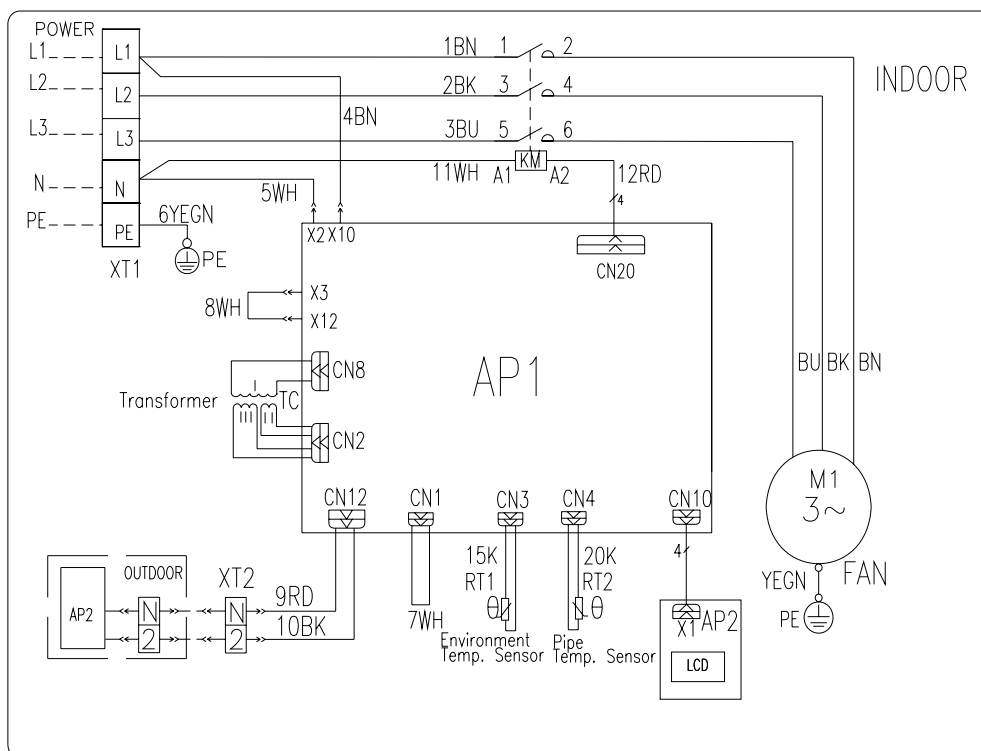 POWER
L1 L1 1BN 1 2
INDOOR
L2 L2 2BK 3 4
4BN
L3 L3 3BU 5 6
N N 11WH A1 KM A2 12RD
5WH 4
PE PE 6YEGN PE
X2 X10
CN20
XT1
X3
8WH
X12
CN8
AP1
BU BK BN
Transformer I TC
III II
CN2
M1
3~
CN12 CN1 CN3 CN4 CN10
15K 20K 4
RT1 RT2
YEGN FAN
OUTDOOR XT2
9RD
AP2 N N
10BK
2 2
7WH
θ θ
PE
X1 AP2
Environment Pipe
Temp. Sensor Temp. Sensor
LCD